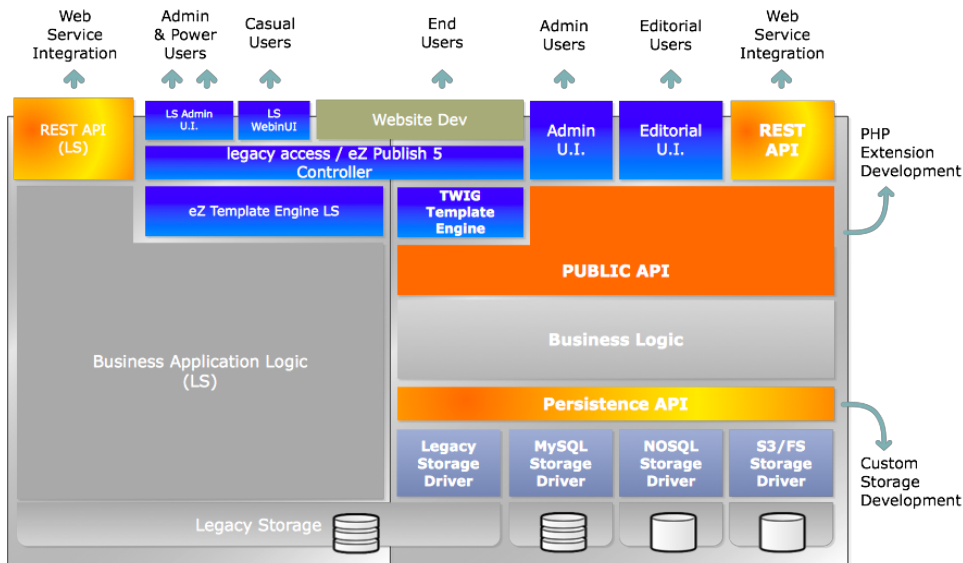 Web
Service
Integration
Admin
& Power
Users
Casual
Users
End
Users
Admin
Users
Editorial
Users
Web
Service
Integration
REST API
(LS)
LS Admin
U.I.
LS
WebinUI
Website Dev
Admin
U.I.
Editorial
U.I.
REST
API
legacy access / eZ Publish 5
Controller
PHP
Extension
Development
eZ Template Engine LS
TWIG
Template
Engine
PUBLIC API
Business Logic
Business Application Logic
(LS)
Persistence API
Legacy
Storage
Driver
MySQL
Storage
Driver
NOSQL
Storage
Driver
S3/FS
Storage
Driver
Custom
Storage
Development
Legacy Storage